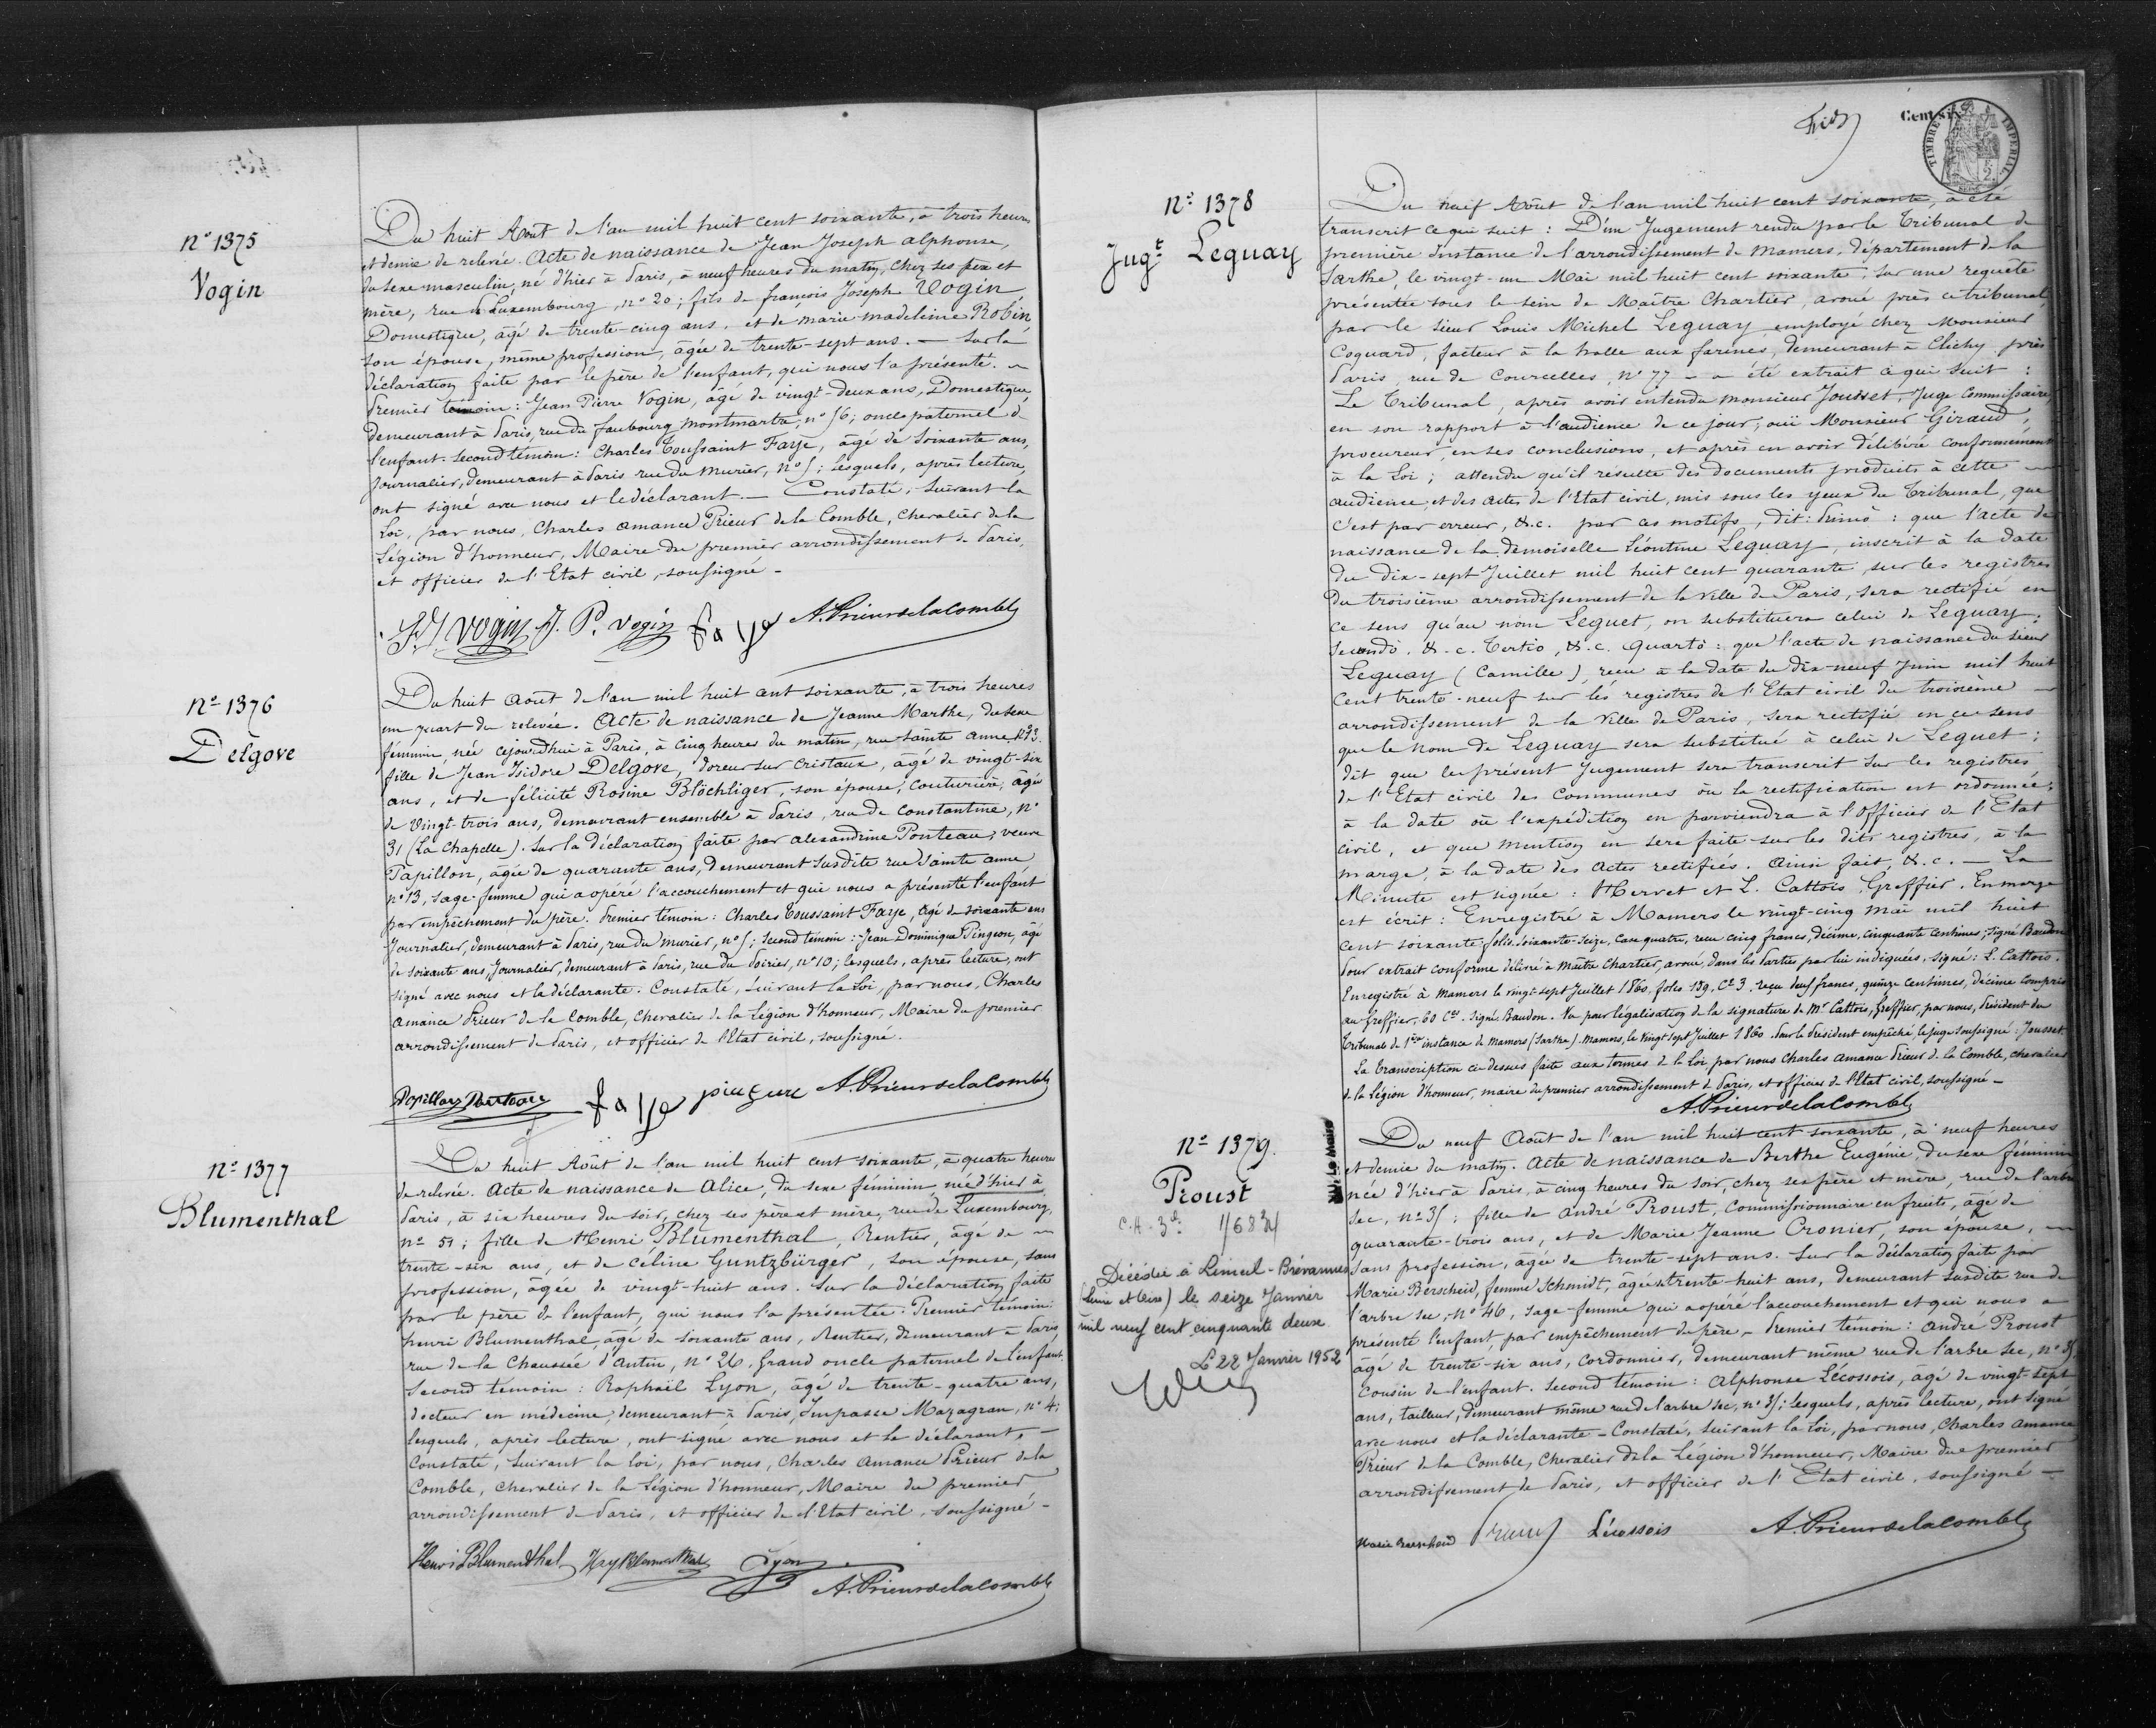 N° 1375
Vogin
Du huit Août de l'an mil huit cent soixante, à trois heures
et demie de relevée. Acte de naissance de Jean Joseph alphonse,
du sexe masculin, né d'hier à Paris, à neuf heures du matin, chez ses père et
mère, rue de Luxembourg, n° 20; fils de françois Joseph Vogin
Domestique, âgé de trente-cinq ans, et de marie madeleine Robin
son épouse, même profession, âgée de trente-sept ans. — Sur la
déclaration faite par le père de l'enfant, qui nous l'a présenté.
Premier témoin: Jean Pierre Vogin, âgé de vingt-deux ans, Domestique,
demeurant à Paris, rue du faubourg montmartre, n° 56; oncle paternel de
l'enfant. Second témoin: Charles Toussaint Faye, âgé de soixante ans,
Journalier, demeurant à Paris rue du Murier, n° 5; lesquels, après lecture,
ont signé avec nous et le déclarant. — Constaté, suivant la
Loi, par nous, Charles amance Prieur de la Comble, Chevalier de la
Légion d'honneur, Maire du premier arrondissement de Paris,
et officier de l'Etat civil, soussigné -
Vogin J. P. Vogin faye A. Prieur de la Comble
N° 1376
Delgove
Du huit août de l'an mil huit cent soixante, à trois heures
un quart de relevée. Acte de naissance de Jeanne Marthe, du sexe
féminin, née cejourd'hui à Paris, à cinq heures du matin, rue Sainte anne, n° 13.
fille de Jean Isidore Delgove, doreur sur cristaux, âgé de vingt-six
ans, et de félicité Rosine Blöchliger, son épouse, couturière, âgée
de vingt-trois ans, demeurant ensemble à Paris, rue de constantine, n°
31 (La Chapelle). Sur la déclaration faite par alexandrine Ponteau, veuve
Papillon, âgée de quarante ans, demeurant susdite rue Sainte anne
n° 13, sage-femme qui a opéré l'accouchement et qui nous a présenté l'enfant
par empêchement du père. Premier témoin: Charles Toussaint Faye, âgé de soixante ans
Journalier, demeurant à Paris, rue du murier, n° 5; Second témoin: Jean Dominique Pingeon, âgé
de soixante ans, Journalier, demeurant à Paris, rue du Poirier, n° 10; lesquels, après lecture, ont
signé avec nous et la déclarante. Constaté, suivant la Loi, par nous, Charles
amance Prieur de la Comble, chevalier de la Légion d'honneur, Maire du premier
arrondissement de Paris, et officier de l'Etat civil, soussigné.
Papillon Ponteau faye A. Prieur de la Comble
N° 1377
Blumenthal
Du huit Août de l'an mil huit cent soixante, à quatre heures
de relevée. Acte de naissance de Alice, du sexe féminin née d'hier à
Paris, à six heures du soir, chez ses père et mère, rue de Luxembourg,
n° 51; fille de Henri Blumenthal, Rentier, âgé de
trente-six ans, et de Céline Guntzbürger, son épouse, sans
profession, âgée de vingt-huit ans. Sur la déclaration faite
par le père de l'enfant, qui nous l'a présentée. Premier témoin:
henri Blumenthal, âgé de soixante ans, Rentier, demeurant à Paris
rue de la Chaussée d'Antin, n° 26, Grand oncle paternel de l'enfant.
Second témoin: Raphaël Lyon, âgé de trente-quatre ans,
docteur en médecine, demeurant à Paris, Impasse Mazagran, n° 4;
lesquels, après lecture, ont signé avec nous et le déclarant, —
Constaté, suivant la loi, par nous, Charles amance Prieur de la
Comble, chevalier de la Légion d'honneur, Maire du premier
arrondissement de Paris, et officier de l'Etat civil, soussigné -
Henri Blumenthal Hry Blumenthal Lyon
A. Prieur de la Comble
Cent six
TIMBRE IMPERIAL
N° 1378
Jugt Leguay
Du neuf Août de l'an mil huit cent soixante, a été
transcrit ce qui suit: D'un Jugement rendu par le Tribunal de
première Instance de l'arrondissement de Mamers, département de la
Sarthe, le vingt-un Mai mil huit cent soixante, sur une requête
présentée sous le sein de Maître Chartier, avoué près ce tribunal
par le sieur Louis Michel Leguay employé chez Monsieur
Coquard, facteur à la halle aux farines, demeurant à Clichy près
Paris, rue de Courcelles, n° 77 — a été extrait ce qui suit:
Le Tribunal, après avoir entendu monsieur Jousset, Juge Commissaire,
en son rapport à l'audience de ce jour, ouï Monsieur Giraud,
procureur, en ses conclusions, et après en avoir délibéré conformément
à la Loi; attendu qu'il résulte des documents produits à cette
audience, et des actes de l'Etat civil, mis sous les yeux du Tribunal, que
c'est par erreur, &.c. par ces motifs, dit: Primò: que l'acte de
naissance de la demoiselle Léontine Leguay, inscrit à la date
du dix-sept Juillet mil huit cent quarante, sur les registres
du troisième arrondissement de la ville de Paris, sera rectifié en
ce sens qu'au nom Leguet, on substituera celui de Leguay;
Secundò. &.c. Tertio, &.c. Quartò: que l'acte de naissance du sieur
Leguay (Camille), reçu à la date du dix-neuf Juin mil huit
cent trente-neuf sur les registres de l'Etat civil du troisième
arrondissement de la Ville de Paris, sera rectifié en ce sens
que le nom de Leguay sera substitué à celui de Leguet;
dit que le présent Jugement sera transcrit sur les registres
de l'Etat civil des Communes où la rectification est ordonnée,
à la date où l'expédition en parviendra à l'Officier de l'Etat
civil, et que mention en sera faite sur les dits registres, à la
marge, à la date des actes rectifiés. Ainsi fait, &.c. — La
Minute est signée: Hervet et L. Cattois, Greffier. En marge
est écrit: Enregistré à Mamers le vingt-cinq mai mil huit
cent soixante, folio soixante-seize, case quatre, reçu cinq francs, décime, cinquante centimes; signé Baudon
Pour extrait conforme délivré à Maître Chartier, avoué, dans les parties par lui indiquées, signé: L. Cattois.
Enregistré à Mamers le vingt-sept Juillet 1860, folio 139, Ce 3, reçu deux francs, quinze centimes, décime compris
au Greffier, 60 Ces. Signé Baudon. Vu pour légalisation de la signature de Mr Cattois, Greffier, par nous, Président du
Tribunal de 1ère instance de Mamers (Sarthe). Mamers, le Vingt sept Juillet 1860. Pour le Président empêché, le juge soussigné: Jousset.
La transcription ci-dessus faite aux termes de la Loi par nous Charles amance Prieur de la Comble, chevalier
de la Légion d'honneur, maire du premier arrondissement de Paris, et officier de l'Etat civil, soussigné —
A. Prieur de la Comble
N° 1379.
Proust
Décédée à Limeil-Brévannes
(Seine et Oise) le seize Janvier
mil neuf cent cinquante deux
Le 22 Janvier 1952
Le Maire
Du neuf Août de l'an mil huit cent soixante, à neuf heures
et demie du matin. Acte de naissance de Berthe Eugénie, du sexe féminin
née d'hier à Paris, à cinq heures du soir, chez ses père et mère, rue de l'arbre
Sec, n° 35; fille de andré Proust, Commissionnaire en fruits, âgé de
quarante-trois ans, et de Marie Jeanne Cronier, son épouse,
sans profession, âgée de trente-sept ans. Sur la déclaration faite par
Marie Berscheid, femme Schmidt, âgée de trente-huit ans, demeurant susdite rue de
l'arbre Sec, n° 46, sage-femme qui a opéré l'accouchement et qui nous a
présenté l'enfant, par empêchement du père, — Premier témoin: andré Proust
âgé de trente-six ans, cordonnier, demeurant même rue de l'arbre Sec, n° 35
Cousin de l'enfant. Second témoin: Alphonse Lécossois, âgé de vingt-sept
ans, tailleur, demeurant même rue de l'arbre Sec, n° 35; lesquels, après lecture, ont signé
avec nous et la déclarante — Constaté, suivant la Loi, par nous, Charles amance
Prieur de la Comble, Chevalier de la Légion d'honneur, Maire du premier
arrondissement de Paris, et officier de l'Etat civil, soussigné —
Marie Berscheid Proust Lécossois A. Prieur de la Comble